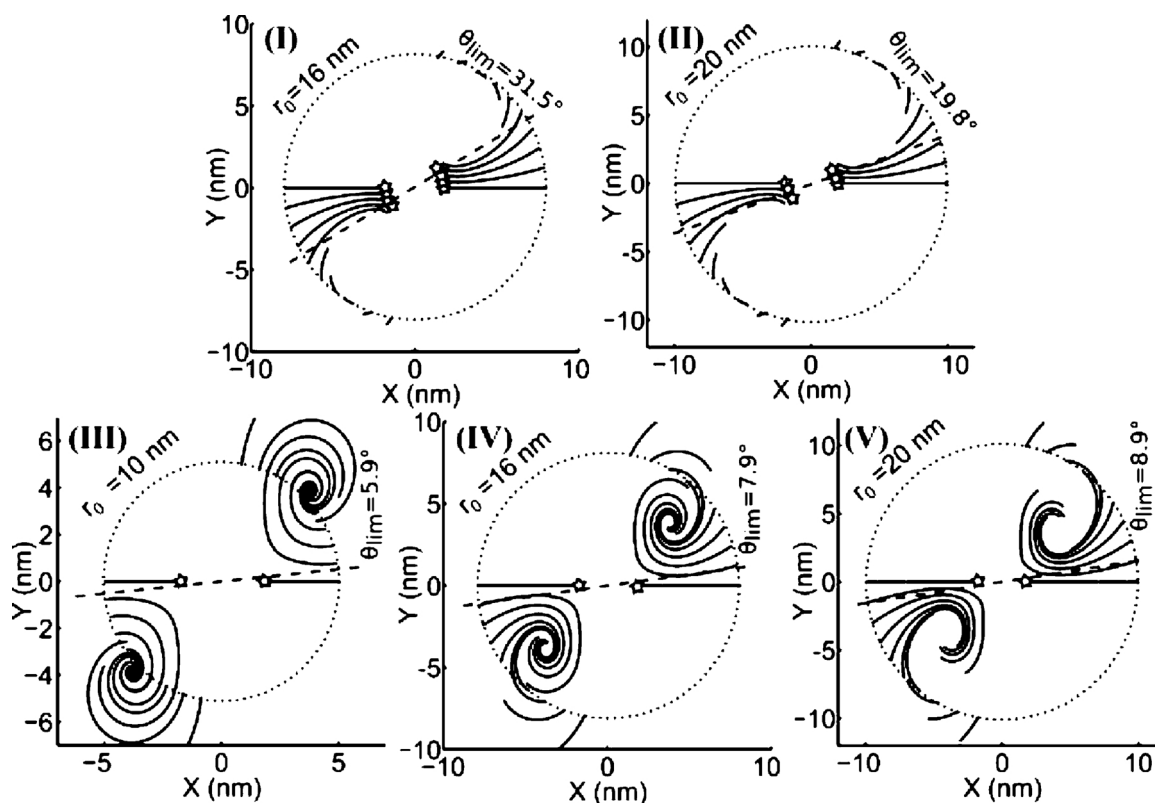 (I)
r₀=16 nm
θlim=31.5°
10
5
0
−5
−10
Y (nm)
−10 0 10
X (nm)
(II)
r₀=20 nm
θlim=19.8°
10
5
0
−5
−10
Y (nm)
−10 0 10
X (nm)
(III)
r₀=10 nm
θlim=5.9°
6
4
2
0
−2
−4
−6
Y (nm)
−5 0 5
X (nm)
(IV)
r₀=16 nm
θlim=7.9°
10
5
0
−5
−10
Y (nm)
−10 0 10
X (nm)
(V)
r₀=20 nm
θlim=8.9°
10
5
0
−5
−10
Y (nm)
−10 0 10
X (nm)